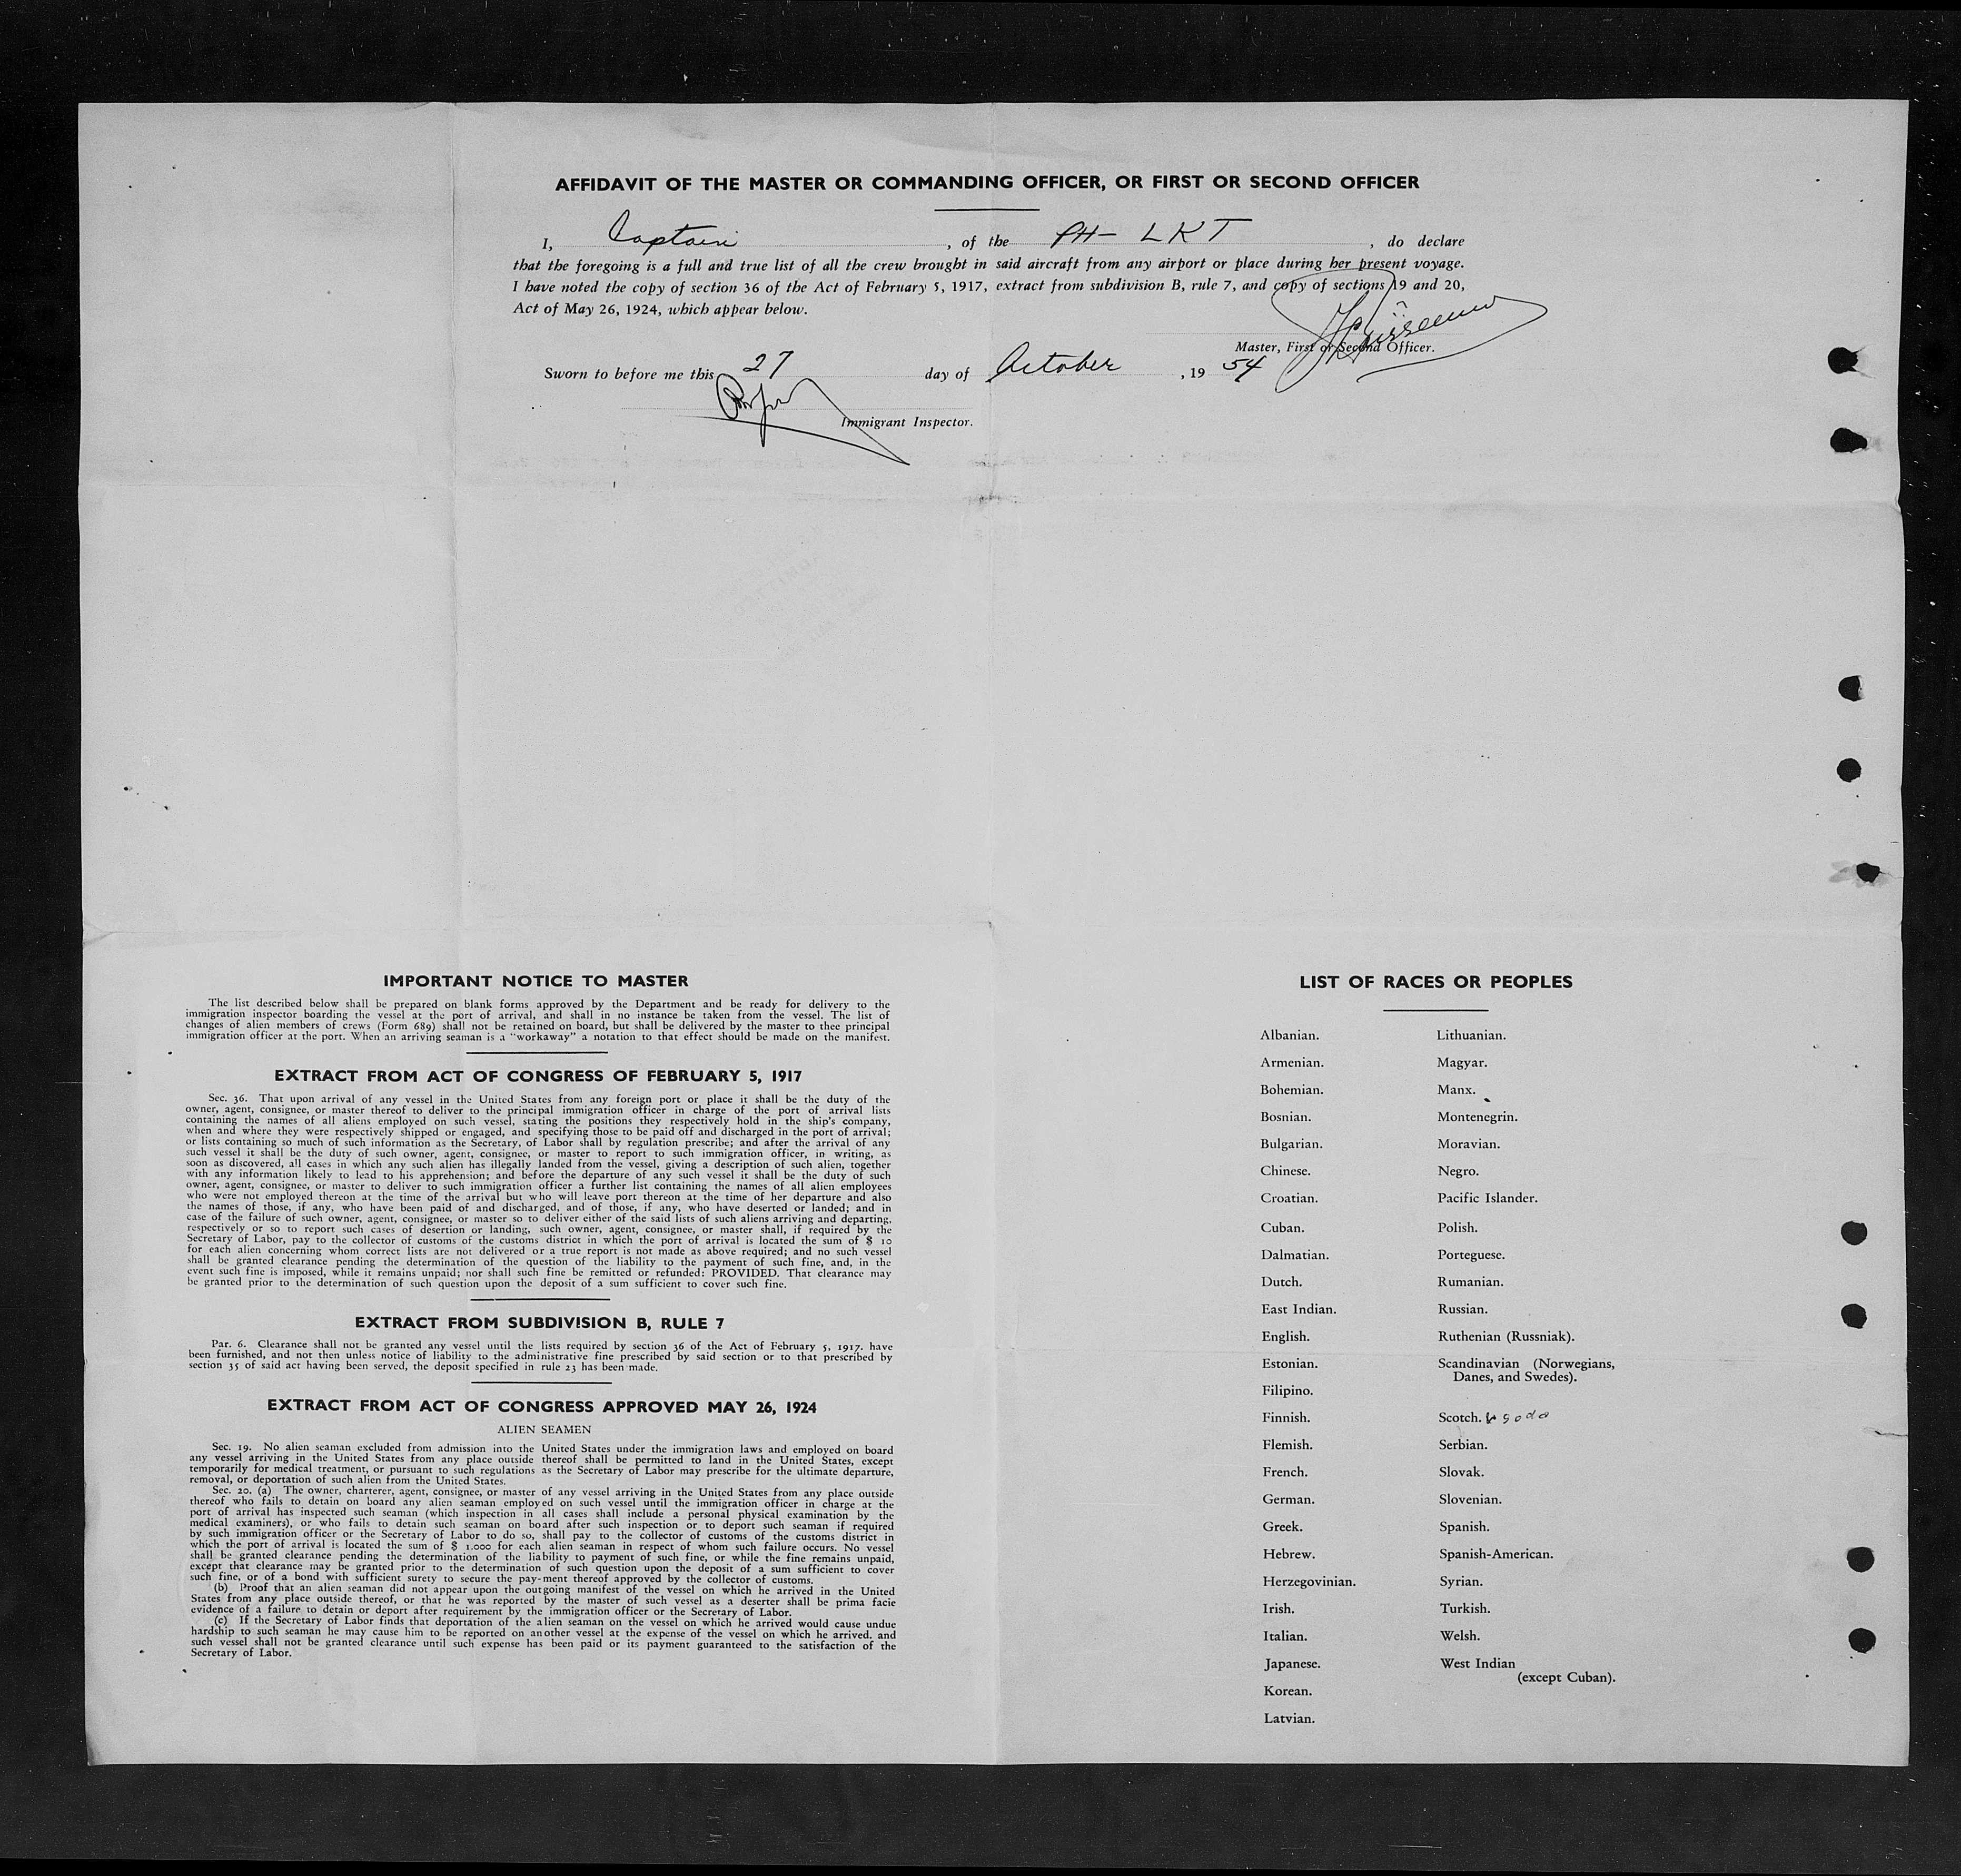 AFFIDAVIT OF THE MASTER OR COMMANDING OFFICER, OR FIRST OR SECOND OFFICER
I, Captain, of the PH- LKT, do declare
that the foregoing is a full and true list of all the crew brought in said aircraft from any airport or place during her present voyage.
I have noted the copy of section 36 of the Act of February 5, 1917, extract from subdivision B, rule 7, and copy of sections 19 and 20,
Act of May 26, 1924, which appear below.
Master, First or Second Officer.
Sworn to before me this 27 day of October, 19 54
Immigrant Inspector.
IMPORTANT NOTICE TO MASTER
The list described below shall be prepared on blank forms approved by the Department and be ready for delivery to the
immigration inspector boarding the vessel at the port of arrival, and shall in no instance be taken from the vessel. The list of
changes of alien members of crews (Form 689) shall not be retained on board, but shall be delivered by the master to thee principal
immigration officer at the port. When an arriving seaman is a "workaway" a notation to that effect should be made on the manifest.
EXTRACT FROM ACT OF CONGRESS OF FEBRUARY 5, 1917
Sec. 36. That upon arrival of any vessel in the United States from any foreign port or place it shall be the duty of the
owner, agent, consignee, or master thereof to deliver to the principal immigration officer in charge of the port of arrival lists
containing the names of all aliens employed on such vessel, stating the positions they respectively hold in the ship's company,
when and where they were respectively shipped or engaged, and specifying those to be paid off and discharged in the port of arrival;
or lists containing so much of such information as the Secretary, of Labor shall by regulation prescribe; and after the arrival of any
such vessel it shall be the duty of such owner, agent, consignee, or master to report to such immigration officer, in writing, as
soon as discovered, all cases in which any such alien has illegally landed from the vessel, giving a description of such alien, together
with any information likely to lead to his apprehension; and before the departure of any such vessel it shall be the duty of such
owner, agent, consignee, or master to deliver to such immigration officer a further list containing the names of all alien employees
who were not employed thereon at the time of the arrival but who will leave port thereon at the time of her departure and also
the names of those, if any, who have been paid of and discharged, and of those, if any, who have deserted or landed; and in
case of the failure of such owner, agent, consignee, or master so to deliver either of the said lists of such aliens arriving and departing,
respectively or so to report such cases of desertion or landing, such owner, agent, consignee, or master shall, if required by the
Secretary of Labor, pay to the collector of customs of the customs district in which the port of arrival is located the sum of $ 10
for each alien concerning whom correct lists are not delivered or a true report is not made as above required; and no such vessel
shall be granted clearance pending the determination of the question of the liability to the payment of such fine, and, in the
event such fine is imposed, while it remains unpaid; nor shall such fine be remitted or refunded: PROVIDED. That clearance may
be granted prior to the determination of such question upon the deposit of a sum sufficient to cover such fine.
EXTRACT FROM SUBDIVISION B, RULE 7
Par. 6. Clearance shall not be granted any vessel until the lists required by section 36 of the Act of February 5, 1917. have
been furnished, and not then unless notice of liability to the administrative fine prescribed by said section or to that prescribed by
section 35 of said act having been served, the deposit specified in rule 23 has been made.
EXTRACT FROM ACT OF CONGRESS APPROVED MAY 26, 1924
ALIEN SEAMEN
Sec. 19. No alien seaman excluded from admission into the United States under the immigration laws and employed on board
any vessel arriving in the United States from any place outside thereof shall be permitted to land in the United States, except
temporarily for medical treatment, or pursuant to such regulations as the Secretary of Labor may prescribe for the ultimate departure,
removal, or deportation of such alien from the United States.
Sec. 20. (a) The owner, charterer, agent, consignee, or master of any vessel arriving in the United States from any place outside
thereof who fails to detain on board any alien seaman employed on such vessel until the immigration officer in charge at the
port of arrival has inspected such seaman (which inspection in all cases shall include a personal physical examination by the
medical examiners), or who fails to detain such seaman on board after such inspection or to deport such seaman if required
by such immigration officer or the Secretary of Labor to do so, shall pay to the collector of customs of the customs district in
which the port of arrival is located the sum of $ 1.000 for each alien seaman in respect of whom such failure occurs. No vessel
shall be granted clearance pending the determination of the liability to payment of such fine, or while the fine remains unpaid,
except that clearance may be granted prior to the determination of such question upon the deposit of a sum sufficient to cover
such fine, or of a bond with sufficient surety to secure the pay-ment thereof approved by the collector of customs.
(b) Proof that an alien seaman did not appear upon the outgoing manifest of the vessel on which he arrived in the United
States from any place outside thereof, or that he was reported by the master of such vessel as a deserter shall be prima facie
evidence of a failure to detain or deport after requirement by the immigration officer or the Secretary of Labor.
(c) If the Secretary of Labor finds that deportation of the alien seaman on the vessel on which he arrived would cause undue
hardship to such seaman he may cause him to be reported on another vessel at the expense of the vessel on which he arrived. and
such vessel shall not be granted clearance until such expense has been paid or its payment guaranteed to the satisfaction of the
Secretary of Labor.
LIST OF RACES OR PEOPLES
Albanian.
Armenian.
Bohemian.
Bosnian.
Bulgarian.
Chinese.
Croatian.
Cuban.
Dalmatian.
Dutch.
East Indian.
English.
Estonian.
Filipino.
Finnish.
Flemish.
French.
German.
Greek.
Hebrew.
Herzegovinian.
Irish.
Italian.
Japanese.
Korean.
Latvian.
Lithuanian.
Magyar.
Manx.
Montenegrin.
Moravian.
Negro.
Pacific Islander.
Polish.
Porteguese.
Rumanian.
Russian.
Ruthenian (Russniak).
Scandinavian (Norwegians,
Danes, and Swedes).
Scotch.
Serbian.
Slovak.
Slovenian.
Spanish.
Spanish-American.
Syrian.
Turkish.
Welsh.
West Indian
(except Cuban).